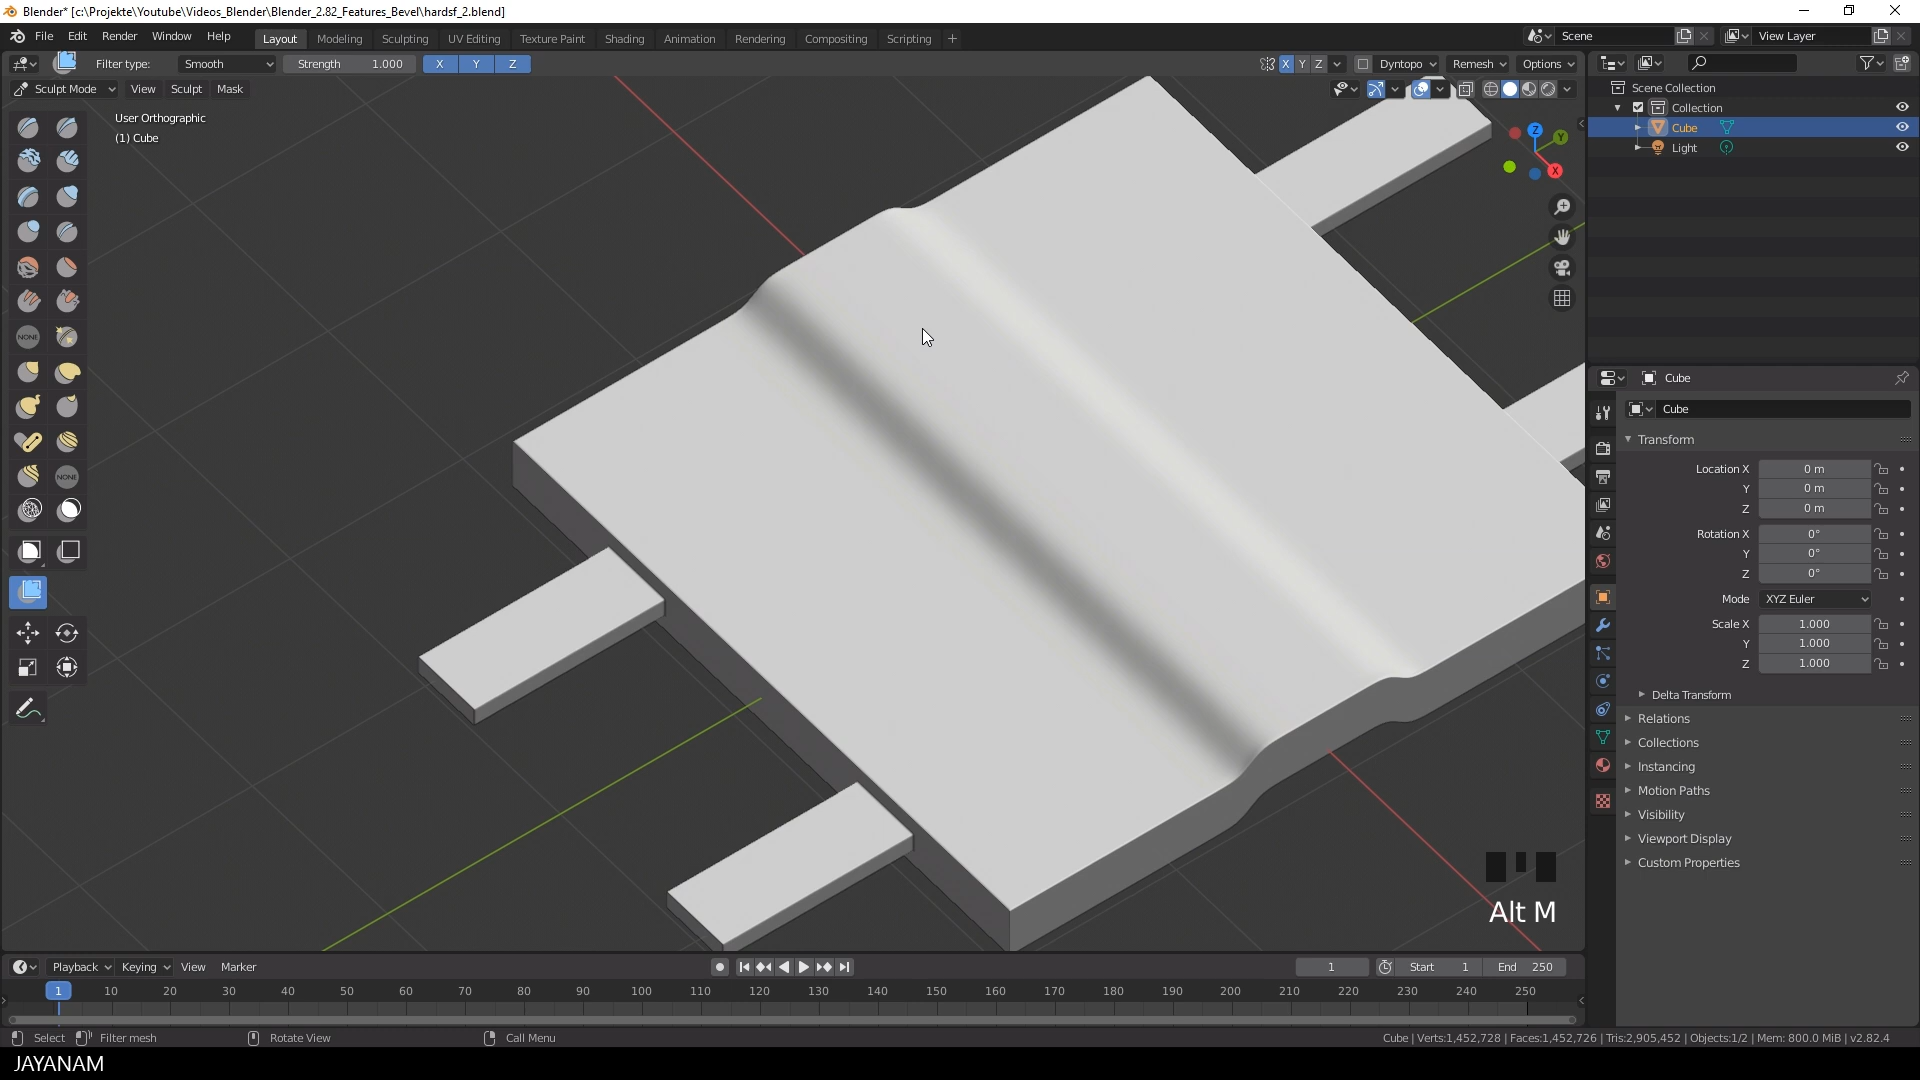 Blender* [c:\Projekte\Youtube\Videos_Blender\Blender_2.82_Features_Bevel\hardsf_2.blend]
File Edit Render Window Help Layout Modeling Sculpting UV Editing Texture Paint Shading Animation Rendering Compositing Scripting + Scene View Layer
Filter type: Smooth Strength 1.000 X Y Z X Y Z Dyntopo Remesh Options
Sculpt Mode View Sculpt Mask
User Orthographic
(1) Cube
Z
Y
X
NONE
NONE
Alt M
Scene Collection
Collection
Cube
Light
Cube
Cube
Transform
Location X 0 m
Y 0 m
Z 0 m
Rotation X 0°
Y 0°
Z 0°
Mode XYZ Euler
Scale X 1.000
Y 1.000
Z 1.000
Delta Transform
Relations
Collections
Instancing
Motion Paths
Visibility
Viewport Display
Custom Properties
Playback Keying View Marker 1 Start 1 End 250
1 10 20 30 40 50 60 70 80 90 100 110 120 130 140 150 160 170 180 190 200 210 220 230 240 250
Select Filter mesh Rotate View Call Menu Cube | Verts:1,452,728 | Faces:1,452,726 | Tris:2,905,452 | Objects:1/2 | Mem: 800.0 MiB | v2.82.4
JAYANAM